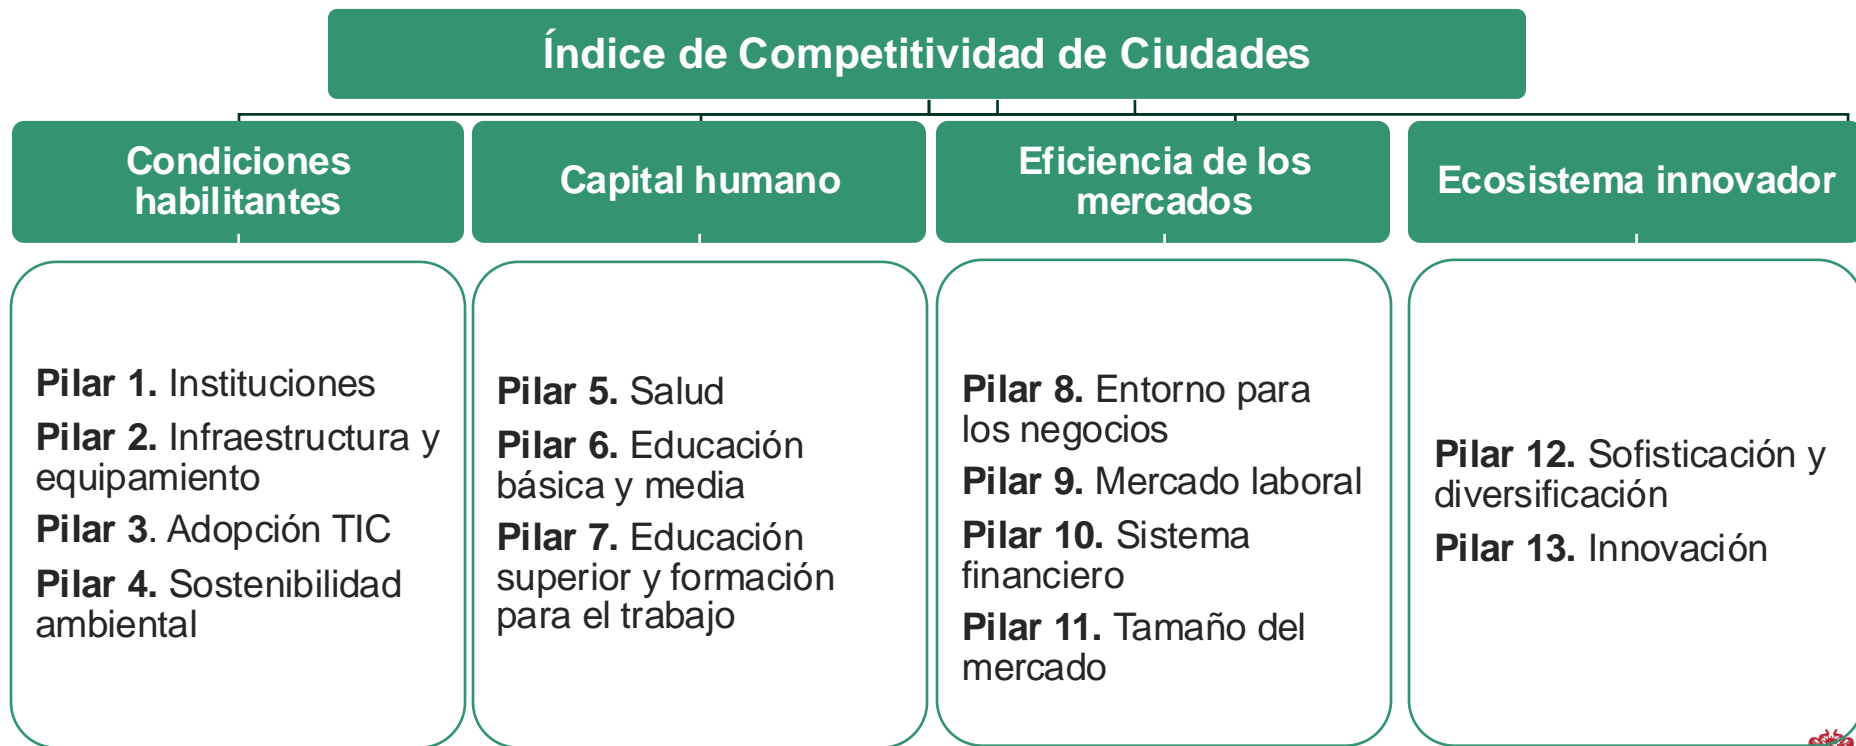 Índice de Competitividad de Ciudades
Condiciones
habilitantes
Capital humano
Eficiencia de los
mercados
Ecosistema innovador
Pilar 1. Instituciones
Pilar 2. Infraestructura y
equipamiento
Pilar 3. Adopción TIC
Pilar 4. Sostenibilidad
ambiental
Pilar 5. Salud
Pilar 6. Educación
básica y media
Pilar 7. Educación
superior y formación
para el trabajo
Pilar 8. Entorno para
los negocios
Pilar 9. Mercado laboral
Pilar 10. Sistema
financiero
Pilar 11. Tamaño del
mercado
Pilar 12. Sofisticación y
diversificación
Pilar 13. Innovación